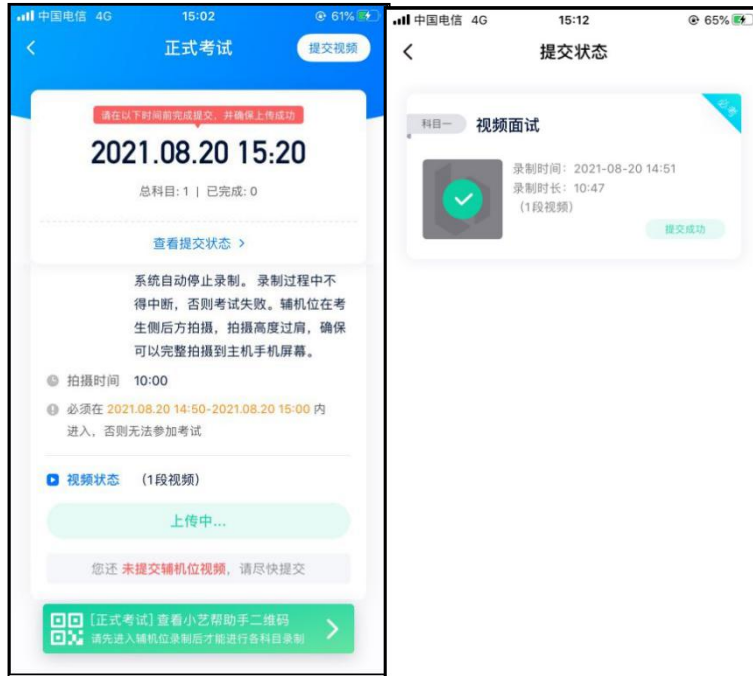 中国电信 4G 15:02 61%
正式考试 提交视频
请在以下时间前完成提交，并确保上传成功
2021.08.20 15:20
总科目: 1 | 已完成: 0
查看提交状态
系统自动停止录制。 录制过程中不
得中断，否则考试失败。辅机位在考
生侧后方拍摄，拍摄高度过肩，确保
可以完整拍摄到主机手机屏幕。
拍摄时间 10:00
必须在 2021.08.20 14:50-2021.08.20 15:00 内
进入，否则无法参加考试
视频状态 (1段视频)
上传中...
您还 未提交辅机位视频，请尽快提交
[正式考试] 查看小艺帮助手二维码
请先进入辅机位录制后才能进行各科目录制
中国电信 4G 15:12 65%
提交状态
必考
科目一 视频面试
录制时间：2021-08-20 14:51
录制时长：10:47
(1段视频)
提交成功